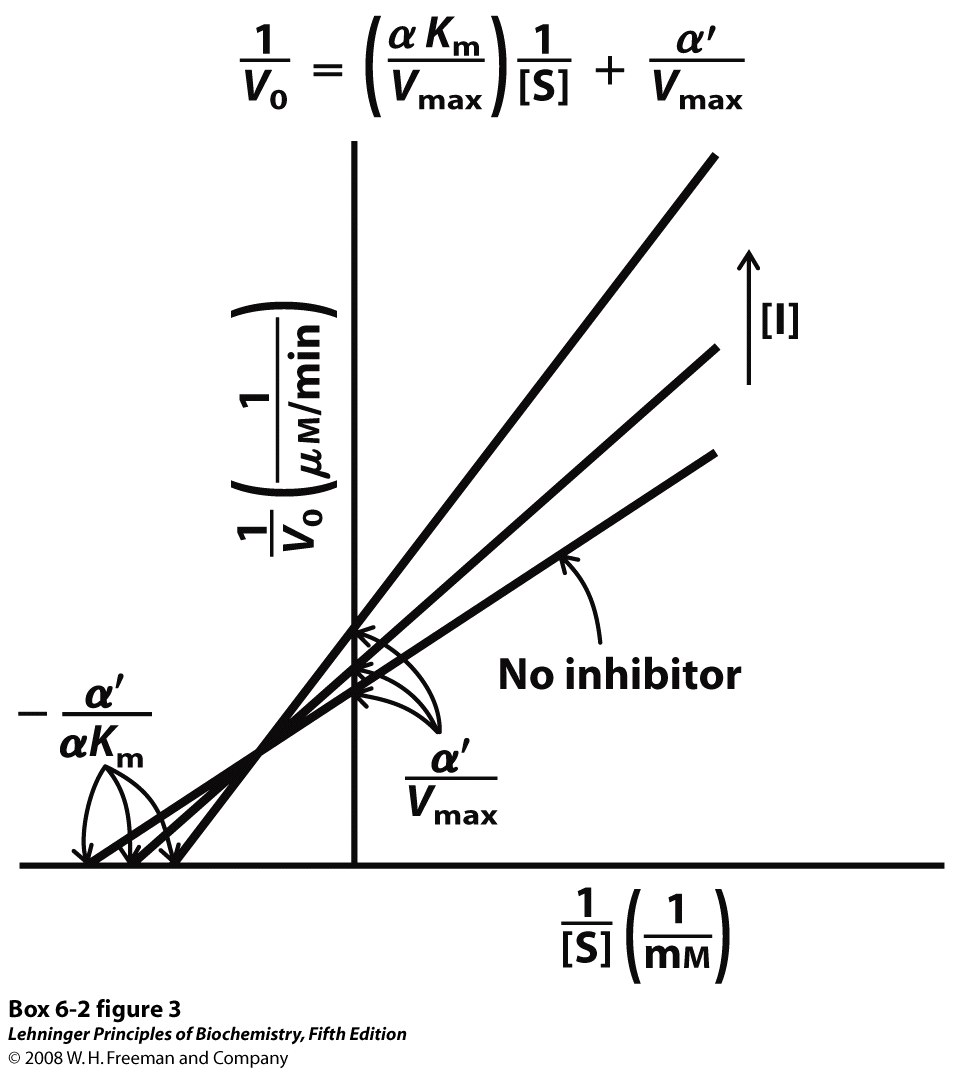 1/V₀ = (α Kₘ/Vmax) 1/[S] + α′/Vmax
1/V₀ (1/μM/min)
[I]
No inhibitor
− α′/αKₘ
α′/Vmax
1/[S] (1/mM)
Box 6-2 figure 3
Lehninger Principles of Biochemistry, Fifth Edition
© 2008 W. H. Freeman and Company